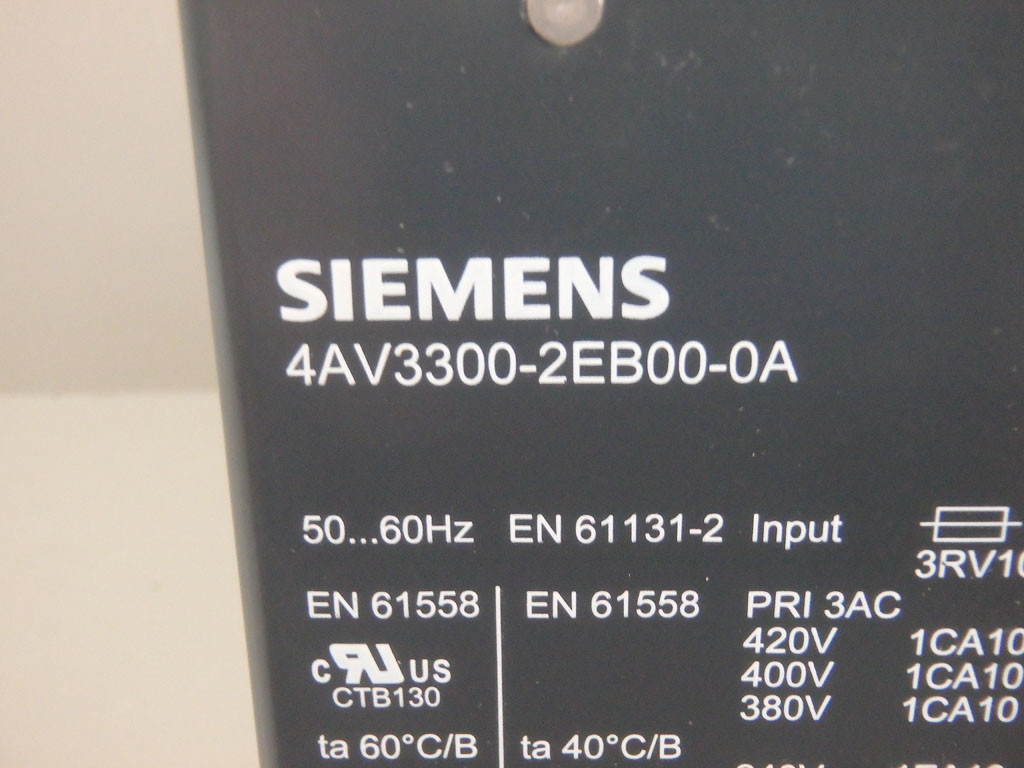 SIEMENS
4AV3300-2EB00-0A
50...60Hz EN 61131-2 Input
3RV10
EN 61558 EN 61558 PRI 3AC
420V 1CA10
400V 1CA10
380V 1CA10
c RU US
CTB130
ta 60°C/B ta 40°C/B